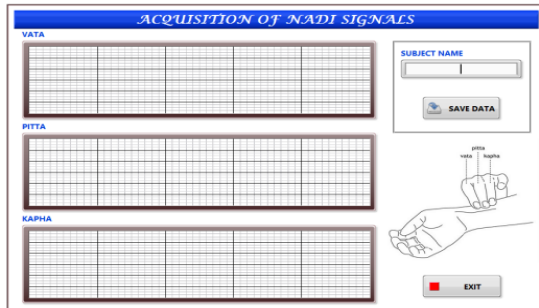 ACQUISITION OF NADI SIGNALS
VATA
SUBJECT NAME
SAVE DATA
PITTA
pitta
vata kapha
KAPHA
EXIT